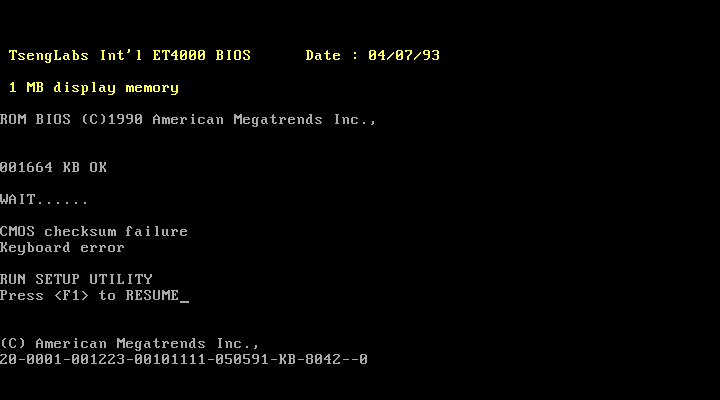 TsengLabs Int'l ET4000 BIOS      Date : 04/07/93
1 MB display memory
ROM BIOS (C)1990 American Megatrends Inc.,
001664 KB OK
WAIT......
CMOS checksum failure
Keyboard error
RUN SETUP UTILITY
Press <F1> to RESUME_
(C) American Megatrends Inc.,
20-0001-001223-00101111-050591-KB-8042--0